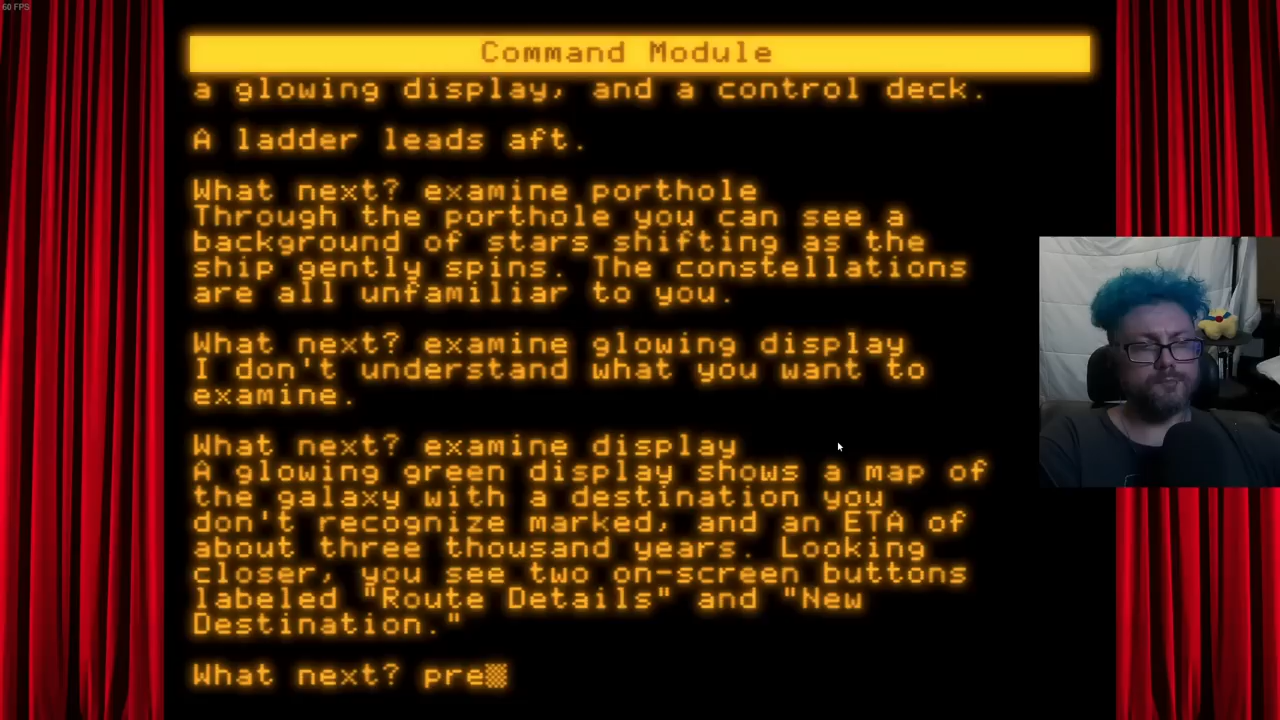 60 FPS
Command Module
a glowing display, and a control deck.
A ladder leads aft.
What next? examine porthole
Through the porthole you can see a
background of stars shifting as the
ship gently spins. The constellations
are all unfamiliar to you.
What next? examine glowing display
I don't understand what you want to
examine.
What next? examine display
A glowing green display shows a map of
the galaxy with a destination you
don't recognize marked, and an ETA of
about three thousand years. Looking
closer, you see two on-screen buttons
labeled "Route Details" and "New
Destination."
What next? pre